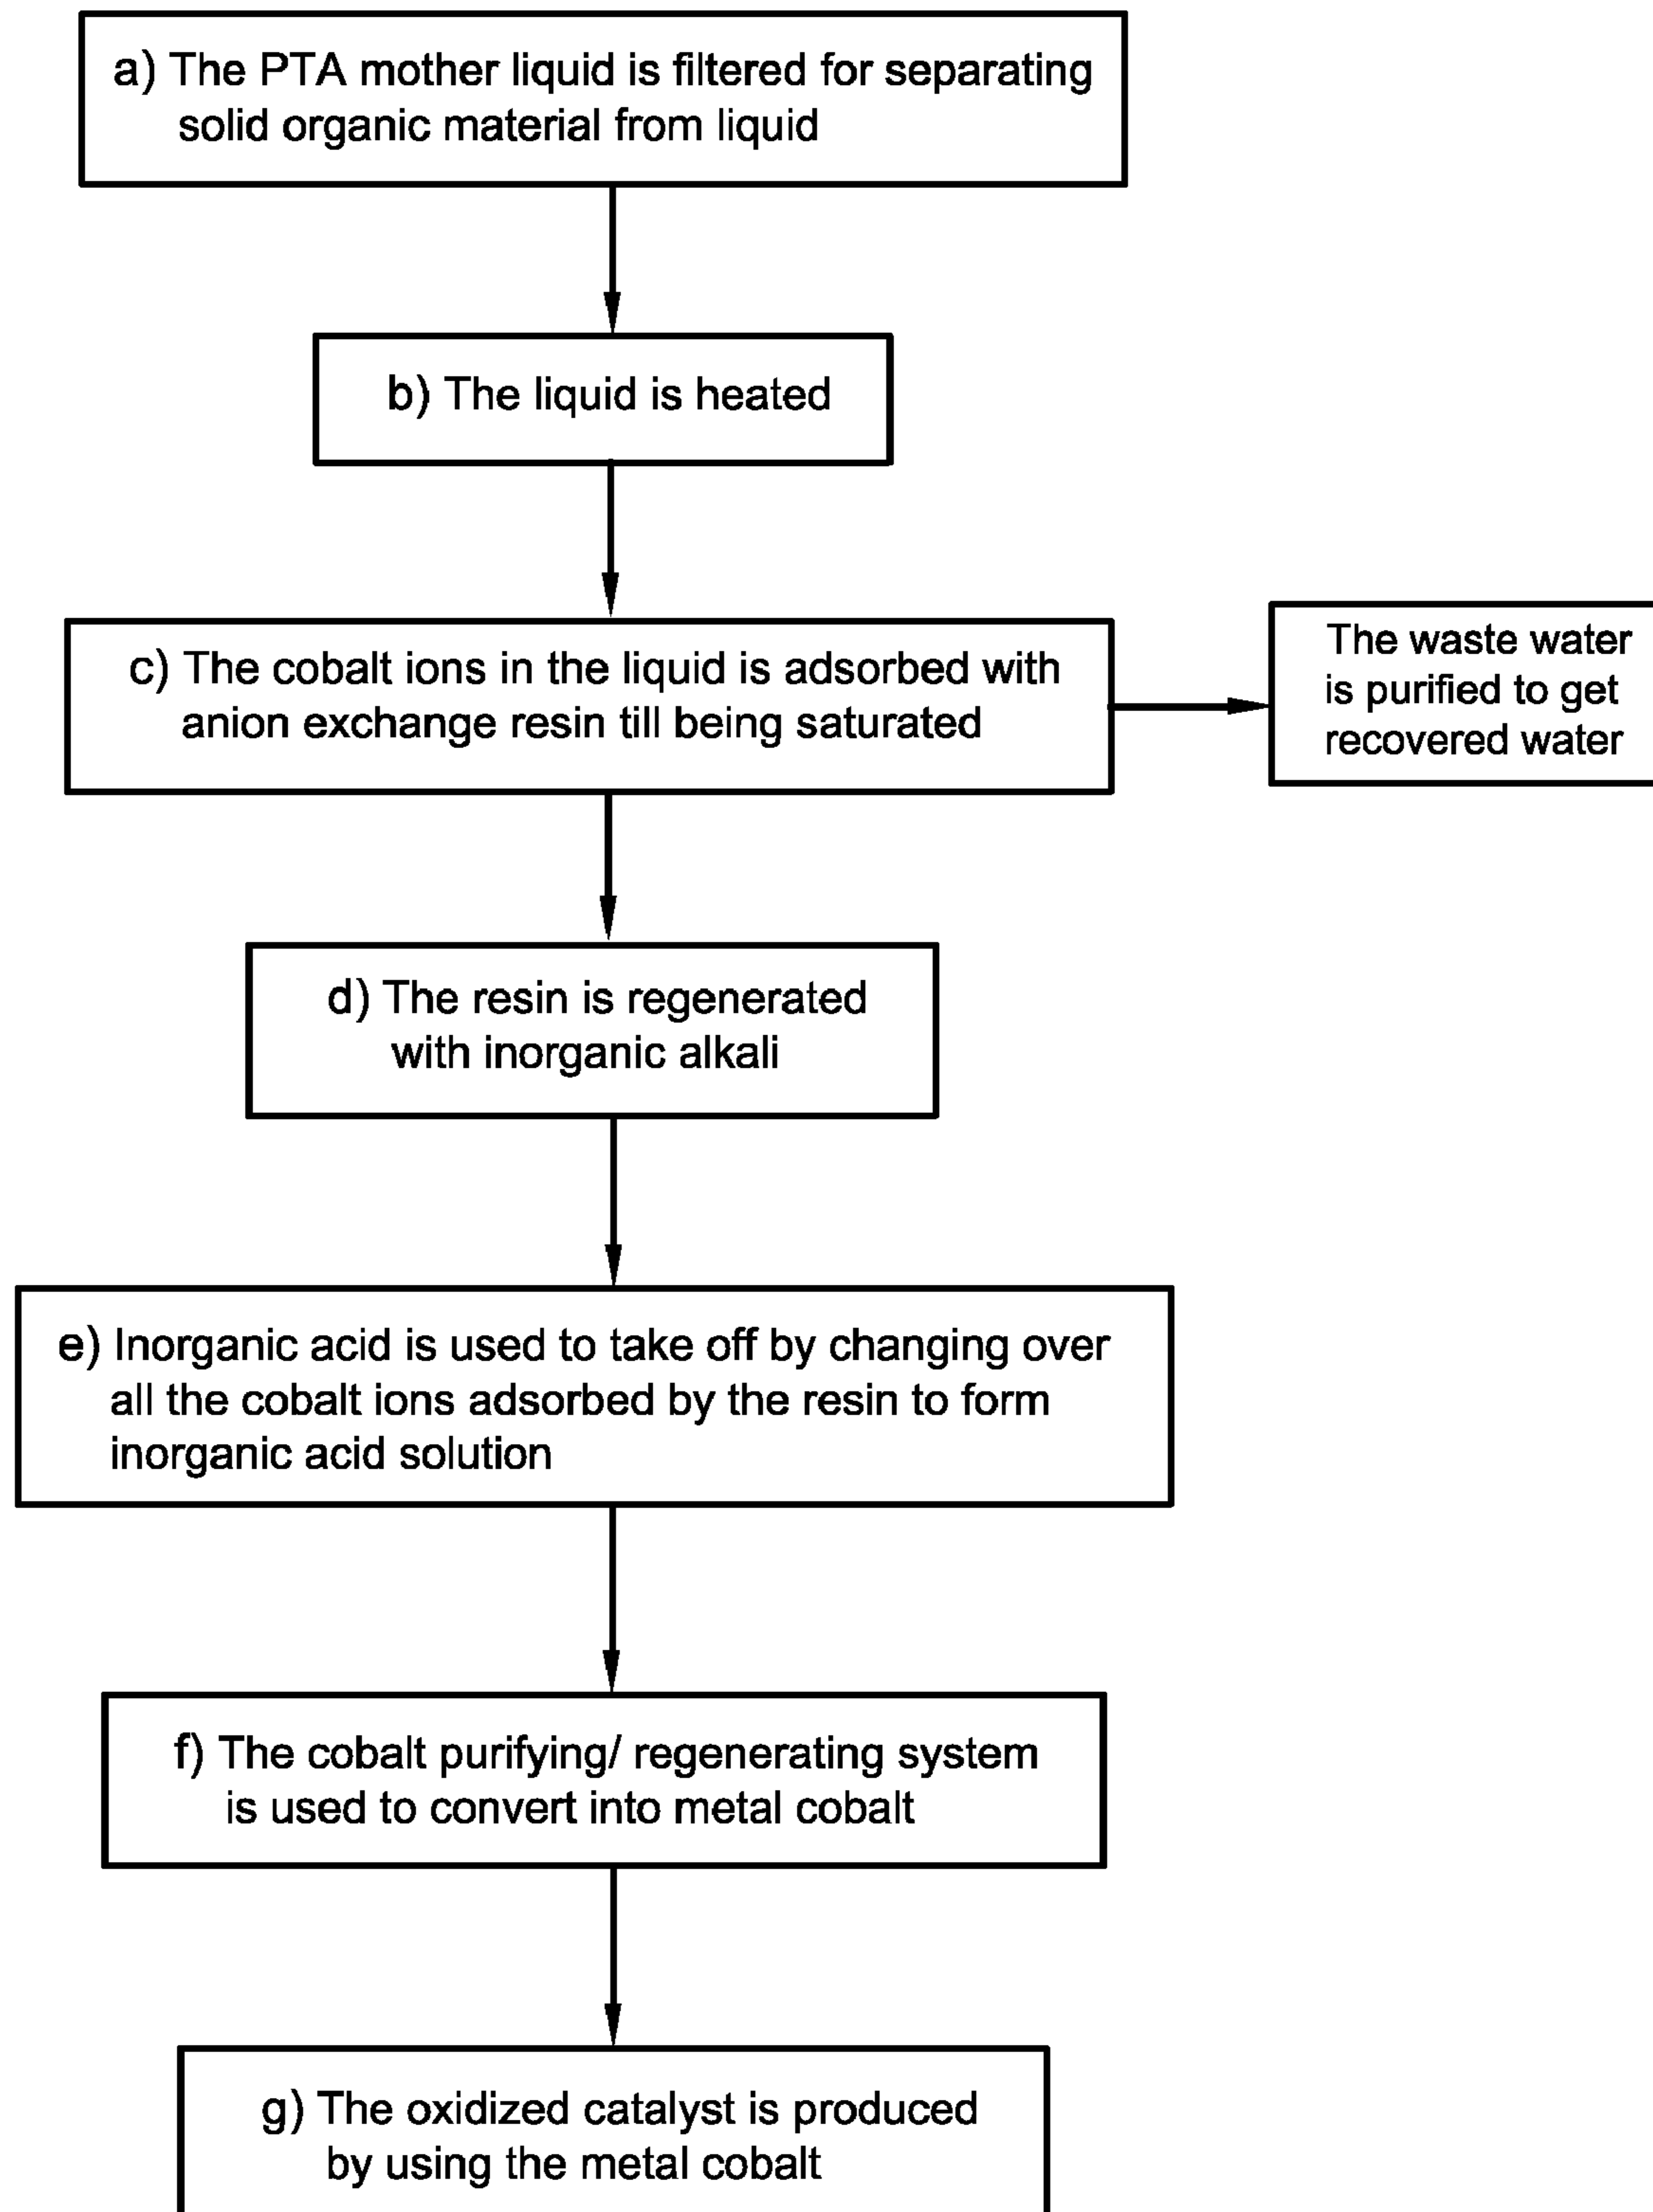 a) The PTA mother liquid is filtered for separating
solid organic material from liquid
b) The liquid is heated
c) The cobalt ions in the liquid is adsorbed with
anion exchange resin till being saturated
The waste water
is purified to get
recovered water
d) The resin is regenerated
with inorganic alkali
e) Inorganic acid is used to take off by changing over
all the cobalt ions adsorbed by the resin to form
inorganic acid solution
f) The cobalt purifying/ regenerating system
is used to convert into metal cobalt
g) The oxidized catalyst is produced
by using the metal cobalt